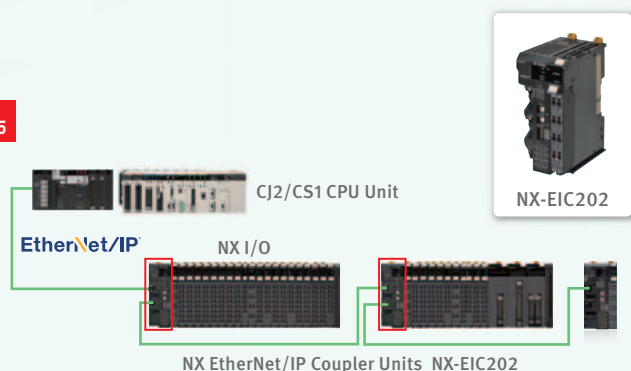 NX-EIC202
5
CJ2/CS1 CPU Unit
EtherNet/IP
NX I/O
NX EtherNet/IP Coupler Units NX-EIC202